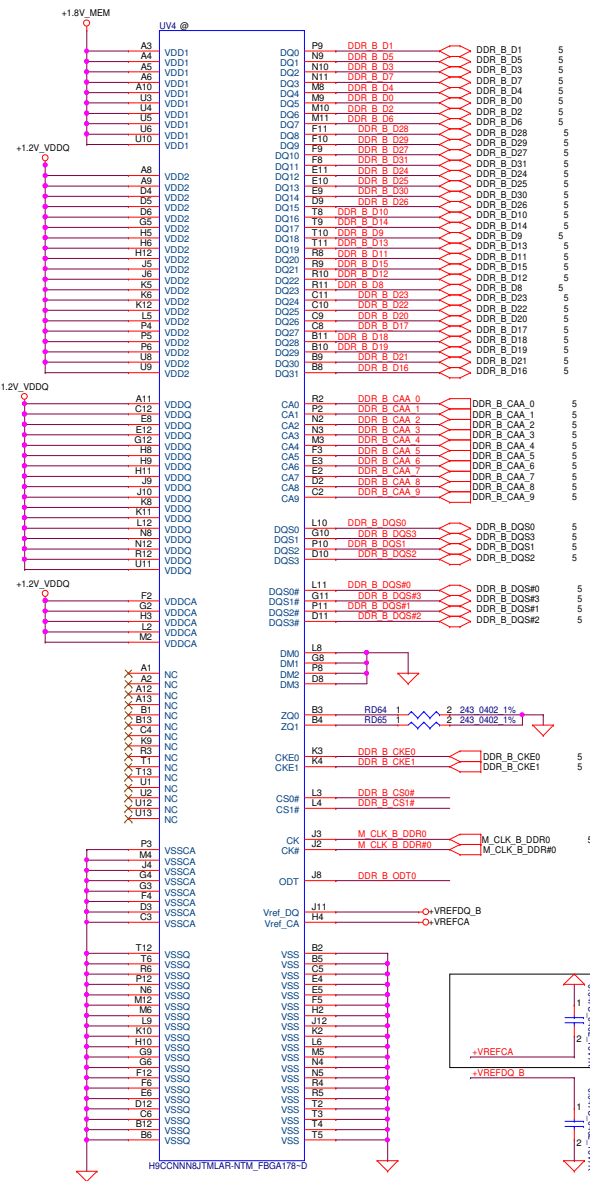 +1.8V_MEM
UV4 @
A3 VDD1
A4 VDD1
A5 VDD1
A6 VDD1
A10 VDD1
U3 VDD1
U4 VDD1
U5 VDD1
U6 VDD1
U10 VDD1
+1.2V_VDDQ
A8 VDD2
A9 VDD2
D4 VDD2
D5 VDD2
D6 VDD2
G5 VDD2
H5 VDD2
H6 VDD2
H12 VDD2
J5 VDD2
J6 VDD2
K5 VDD2
K6 VDD2
K12 VDD2
L5 VDD2
P4 VDD2
P5 VDD2
P6 VDD2
U8 VDD2
U9 VDD2
1.2V_VDDQ
A11 VDDQ
C12 VDDQ
E8 VDDQ
E12 VDDQ
G12 VDDQ
H8 VDDQ
H9 VDDQ
H11 VDDQ
J9 VDDQ
J10 VDDQ
K8 VDDQ
K11 VDDQ
L12 VDDQ
N8 VDDQ
N12 VDDQ
R12 VDDQ
U11 VDDQ
+1.2V_VDDQ
F2 VDDCA
G2 VDDCA
H3 VDDCA
L2 VDDCA
M2 VDDCA
A1 NC
A2 NC
A12 NC
A13 NC
B1 NC
B13 NC
C4 NC
K9 NC
R3 NC
T1 NC
T13 NC
U1 NC
U2 NC
U12 NC
U13 NC
P3 VSSCA
M4 VSSCA
J4 VSSCA
G4 VSSCA
G3 VSSCA
F4 VSSCA
D3 VSSCA
C3 VSSCA
T12 VSSQ
T6 VSSQ
R6 VSSQ
P12 VSSQ
N6 VSSQ
M12 VSSQ
M6 VSSQ
L9 VSSQ
K10 VSSQ
H10 VSSQ
G9 VSSQ
G6 VSSQ
F12 VSSQ
F6 VSSQ
E6 VSSQ
D12 VSSQ
C6 VSSQ
B12 VSSQ
B6 VSSQ
DQ0 P9 DDR_B_D1 DDR_B_D1 5
DQ1 N9 DDR_B_D5 DDR_B_D5 5
DQ2 N10 DDR_B_D3 DDR_B_D3 5
DQ3 N11 DDR_B_D7 DDR_B_D7 5
DQ4 M8 DDR_B_D4 DDR_B_D4 5
DQ5 M9 DDR_B_D0 DDR_B_D0 5
DQ6 M10 DDR_B_D2 DDR_B_D2 5
DQ7 M11 DDR_B_D6 DDR_B_D6 5
DQ8 F11 DDR_B_D28 DDR_B_D28 5
DQ9 F10 DDR_B_D29 DDR_B_D29 5
DQ10 F9 DDR_B_D27 DDR_B_D27 5
DQ11 F8 DDR_B_D31 DDR_B_D31 5
DQ12 E11 DDR_B_D24 DDR_B_D24 5
DQ13 E10 DDR_B_D25 DDR_B_D25 5
DQ14 E9 DDR_B_D30 DDR_B_D30 5
DQ15 D9 DDR_B_D26 DDR_B_D26 5
DQ16 T8 DDR_B_D10 DDR_B_D10 5
DQ17 T9 DDR_B_D14 DDR_B_D14 5
DQ18 T10 DDR_B_D9 DDR_B_D9 5
DQ19 T11 DDR_B_D13 DDR_B_D13 5
DQ20 R8 DDR_B_D11 DDR_B_D11 5
DQ21 R9 DDR_B_D15 DDR_B_D15 5
DQ22 R10 DDR_B_D12 DDR_B_D12 5
DQ23 R11 DDR_B_D8 DDR_B_D8 5
DQ24 C11 DDR_B_D23 DDR_B_D23 5
DQ25 C10 DDR_B_D22 DDR_B_D22 5
DQ26 C9 DDR_B_D20 DDR_B_D20 5
DQ27 C8 DDR_B_D17 DDR_B_D17 5
DQ28 B11 DDR_B_D18 DDR_B_D18 5
DQ29 B10 DDR_B_D19 DDR_B_D19 5
DQ30 B9 DDR_B_D21 DDR_B_D21 5
DQ31 B8 DDR_B_D16 DDR_B_D16 5
CA0 R2 DDR_B_CAA_0 DDR_B_CAA_0 5
CA1 P2 DDR_B_CAA_1 DDR_B_CAA_1 5
CA2 N2 DDR_B_CAA_2 DDR_B_CAA_2 5
CA3 N3 DDR_B_CAA_3 DDR_B_CAA_3 5
CA4 M3 DDR_B_CAA_4 DDR_B_CAA_4 5
CA5 F3 DDR_B_CAA_5 DDR_B_CAA_5 5
CA6 E3 DDR_B_CAA_6 DDR_B_CAA_6 5
CA7 E2 DDR_B_CAA_7 DDR_B_CAA_7 5
CA8 D2 DDR_B_CAA_8 DDR_B_CAA_8 5
CA9 C2 DDR_B_CAA_9 DDR_B_CAA_9 5
DQS0 L10 DDR_B_DQS0 DDR_B_DQS0 5
DQS1 G10 DDR_B_DQS3 DDR_B_DQS3 5
DQS2 P10 DDR_B_DQS1 DDR_B_DQS1 5
DQS3 D10 DDR_B_DQS2 DDR_B_DQS2 5
DQS0# L11 DDR_B_DQS#0 DDR_B_DQS#0 5
DQS1# G11 DDR_B_DQS#3 DDR_B_DQS#3 5
DQS2# P11 DDR_B_DQS#1 DDR_B_DQS#1 5
DQS3# D11 DDR_B_DQS#2 DDR_B_DQS#2 5
DM0 L8
DM1 G8
DM2 P8
DM3 D8
ZQ0 B3 RD64 1 2 243_0402_1%
ZQ1 B4 RD65 1 2 243_0402_1%
CKE0 K3 DDR_B_CKE0 DDR_B_CKE0 5
CKE1 K4 DDR_B_CKE1 DDR_B_CKE1 5
CS0# L3 DDR_B_CS0#
CS1# L4 DDR_B_CS1#
CK J3 M_CLK_B_DDR0 M_CLK_B_DDR0 5
CK# J2 M_CLK_B_DDR#0 M_CLK_B_DDR#0
ODT J8 DDR_B_ODT0
Vref_DQ J11 +VREFDQ_B
Vref_CA H4 +VREFCA
VSS B2
VSS B5
VSS C5
VSS E4
VSS E5
VSS F5
VSS H2
VSS J12
VSS K2
VSS L6
VSS M5
VSS N4
VSS N5
VSS R4
VSS R5
VSS T2
VSS T3
VSS T4
VSS T5
1
2
+VREFCA
+VREFDQ_B
1
2
H9CCNNN8JTMLAR-NTM_FBGA178~D